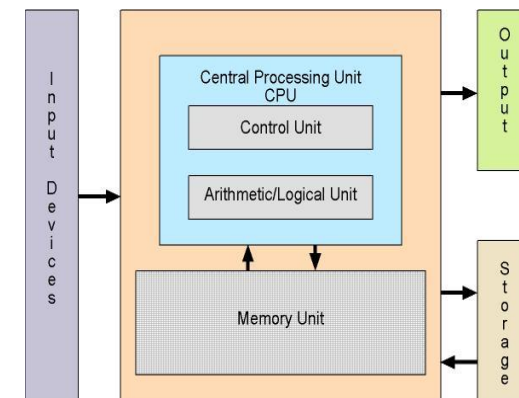 Input Devices
Central Processing Unit
CPU
Control Unit
Arithmetic/Logical Unit
Memory Unit
Output
Storage